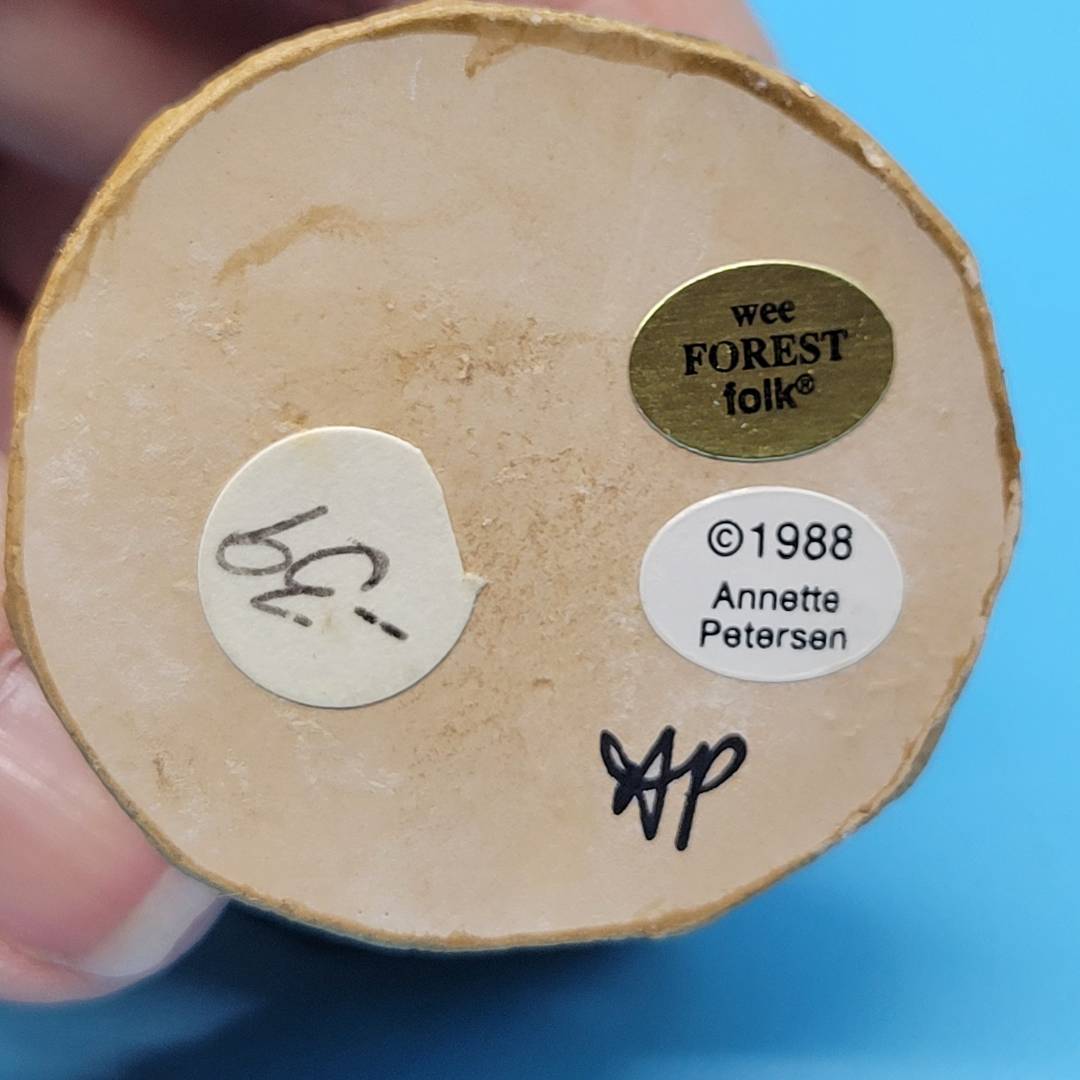 wee
FOREST
folk®
©1988
Annette
Petersen
AP